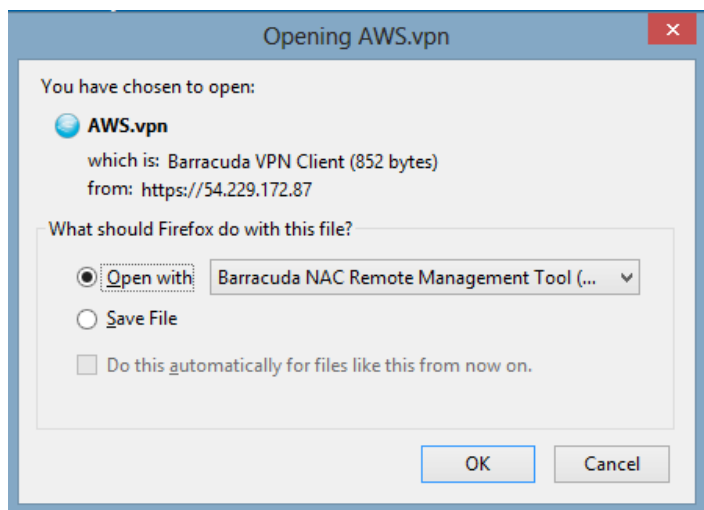 Opening AWS.vpn
You have chosen to open:
AWS.vpn
which is: Barracuda VPN Client (852 bytes)
from: https://54.229.172.87
What should Firefox do with this file?
Open with Barracuda NAC Remote Management Tool (...
Save File
Do this automatically for files like this from now on.
OK Cancel